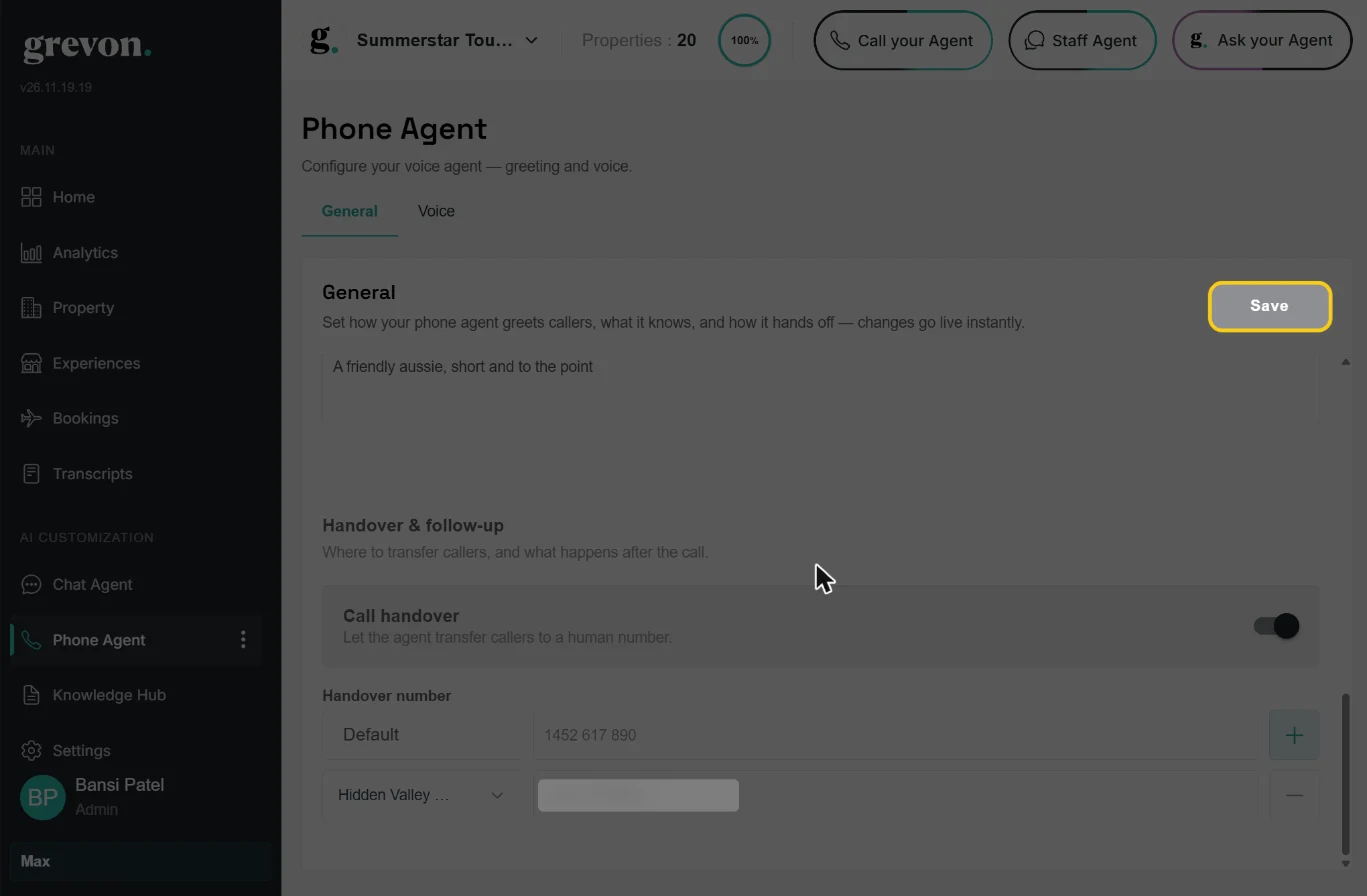 grevon.
v26.11.19.19
MAIN
Home
Analytics
Property
Experiences
Bookings
Transcripts
AI CUSTOMIZATION
Chat Agent
Phone Agent
Knowledge Hub
Settings
BP
Bansi Patel
Admin
Max
g. Summerstar Tou...
Properties : 20
100%
Call your Agent
Staff Agent
g. Ask your Agent
Phone Agent
Configure your voice agent — greeting and voice.
General Voice
General
Save
Set how your phone agent greets callers, what it knows, and how it hands off — changes go live instantly.
A friendly aussie, short and to the point
Handover & follow-up
Where to transfer callers, and what happens after the call.
Call handover
Let the agent transfer callers to a human number.
Handover number
Default 1452 617 890
Hidden Valley ...